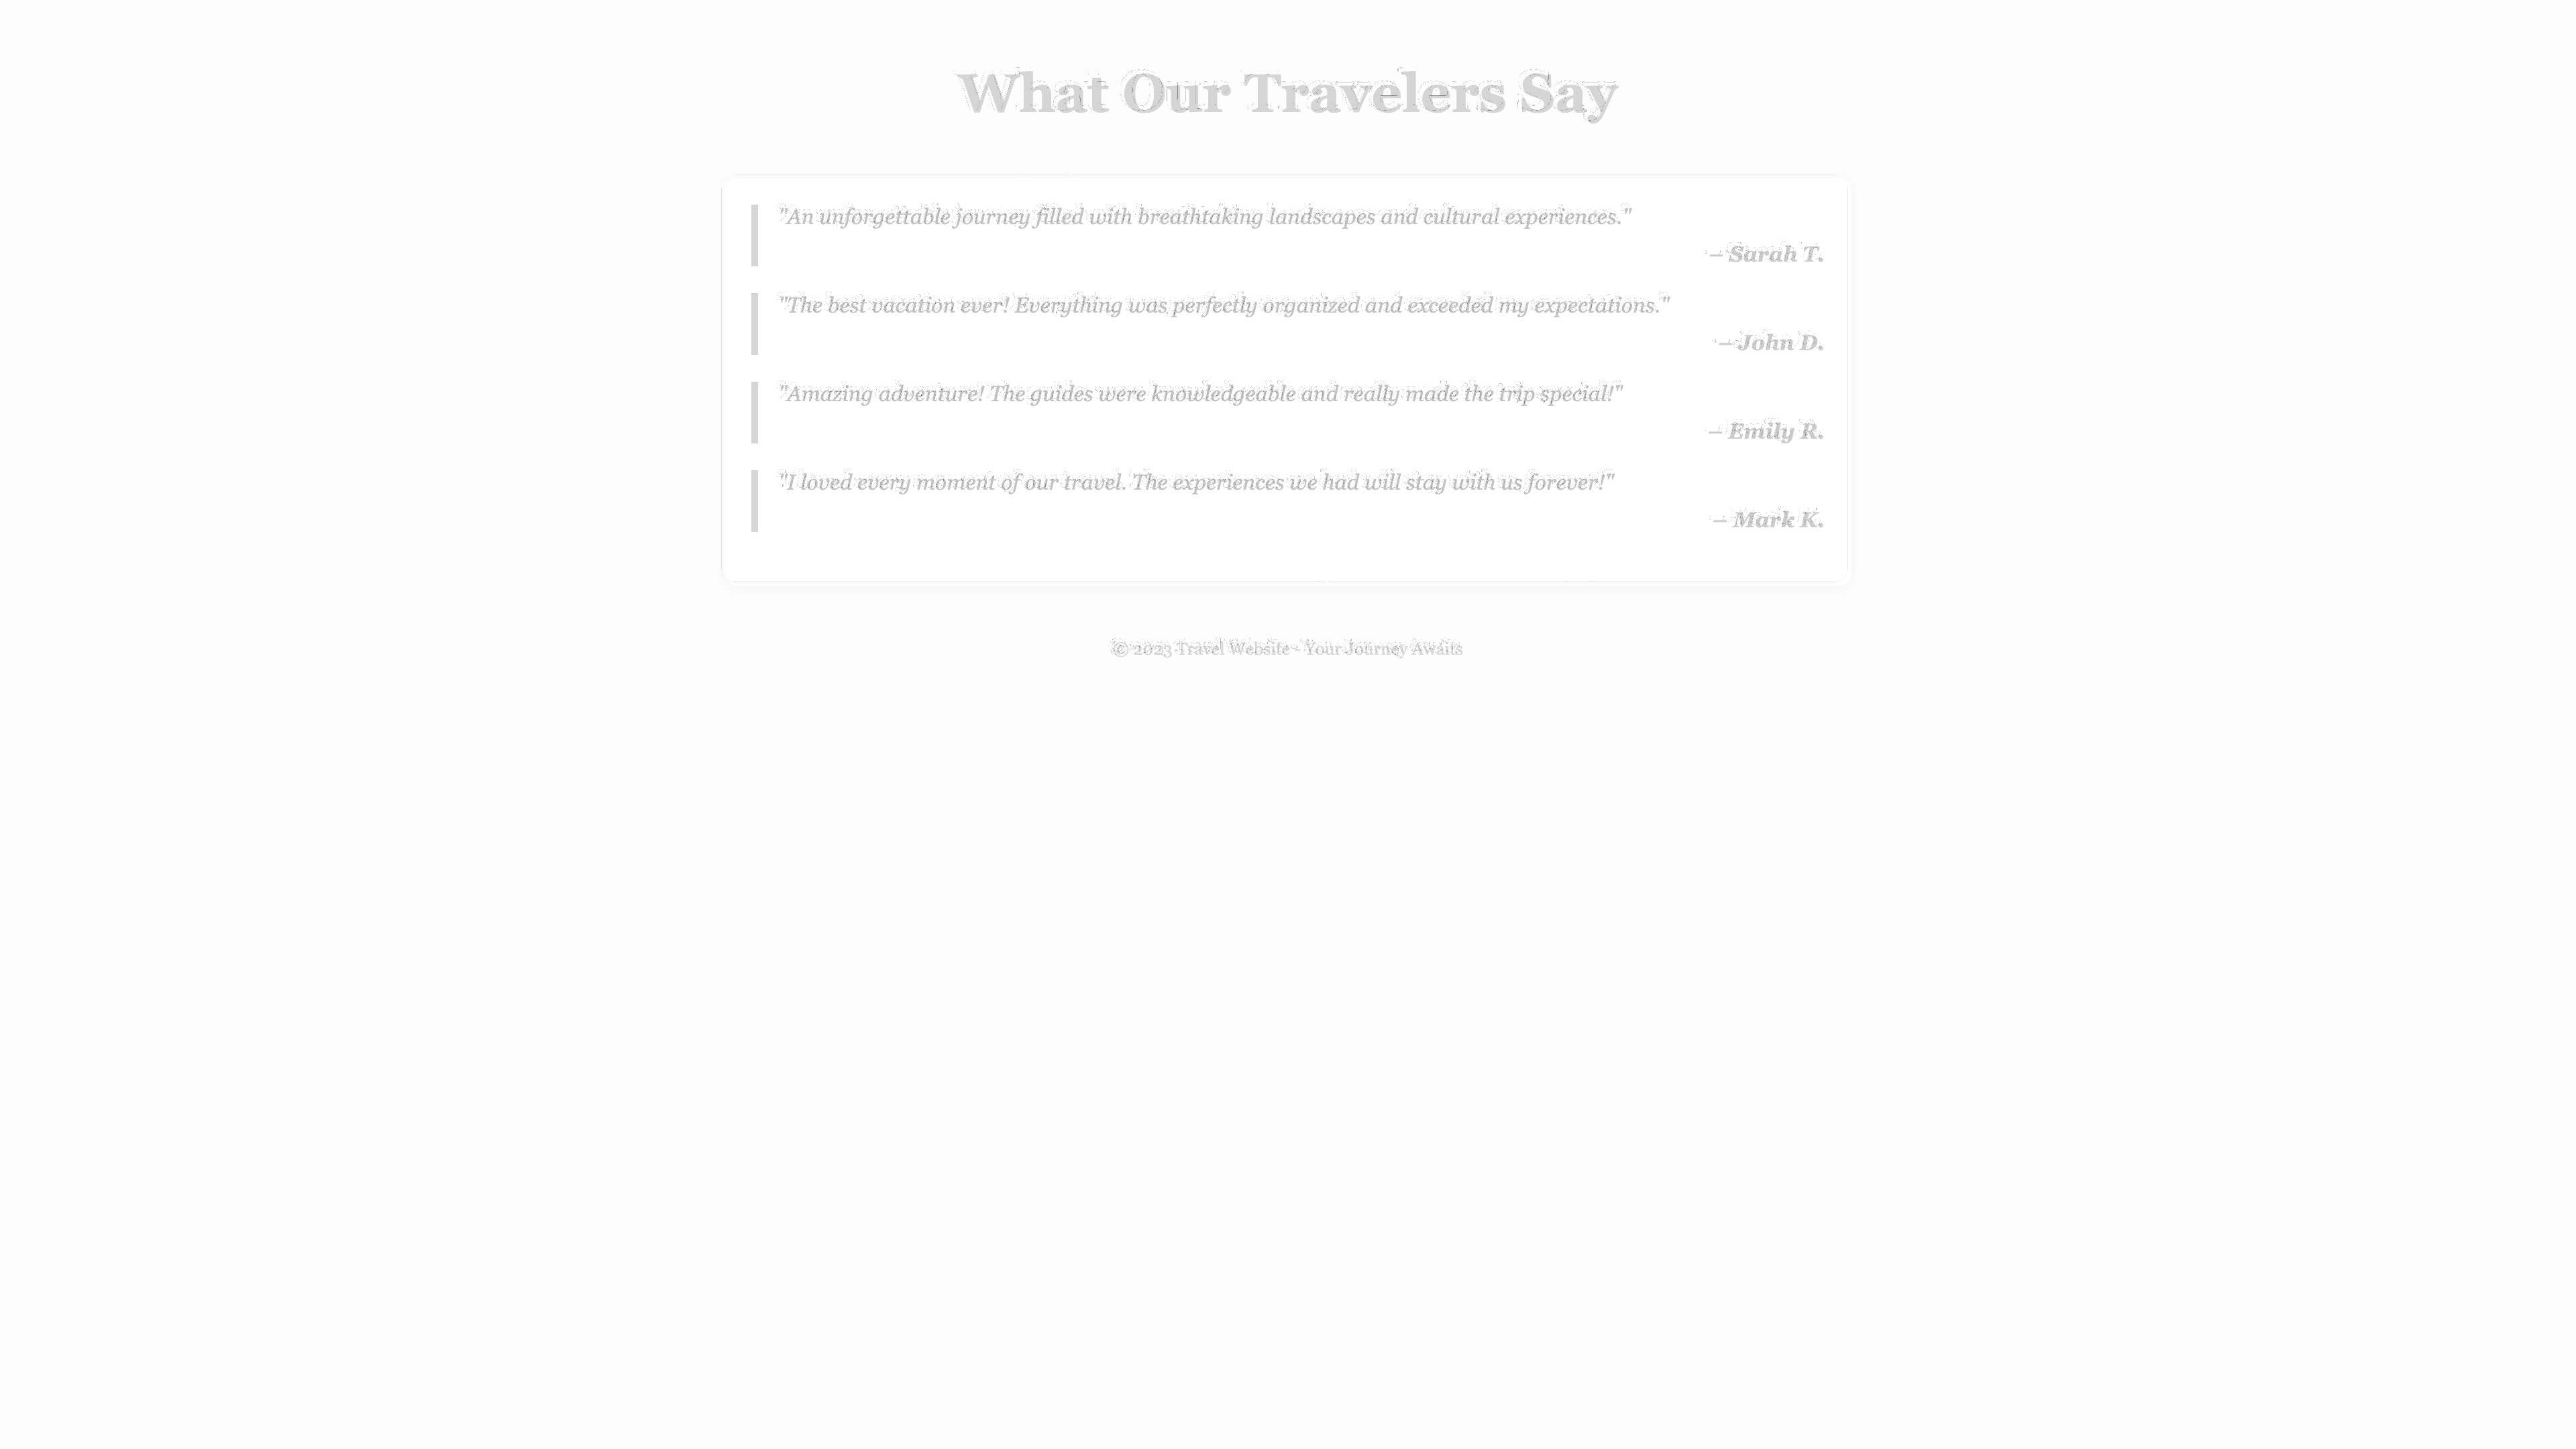 What Our Travelers Say
"An unforgettable journey filled with breathtaking landscapes and cultural experiences."
– Sarah T.
"The best vacation ever! Everything was perfectly organized and exceeded my expectations."
– John D.
"Amazing adventure! The guides were knowledgeable and really made the trip special!"
– Emily R.
"I loved every moment of our travel. The experiences we had will stay with us forever!"
– Mark K.
© 2023 Travel Website - Your Journey Awaits